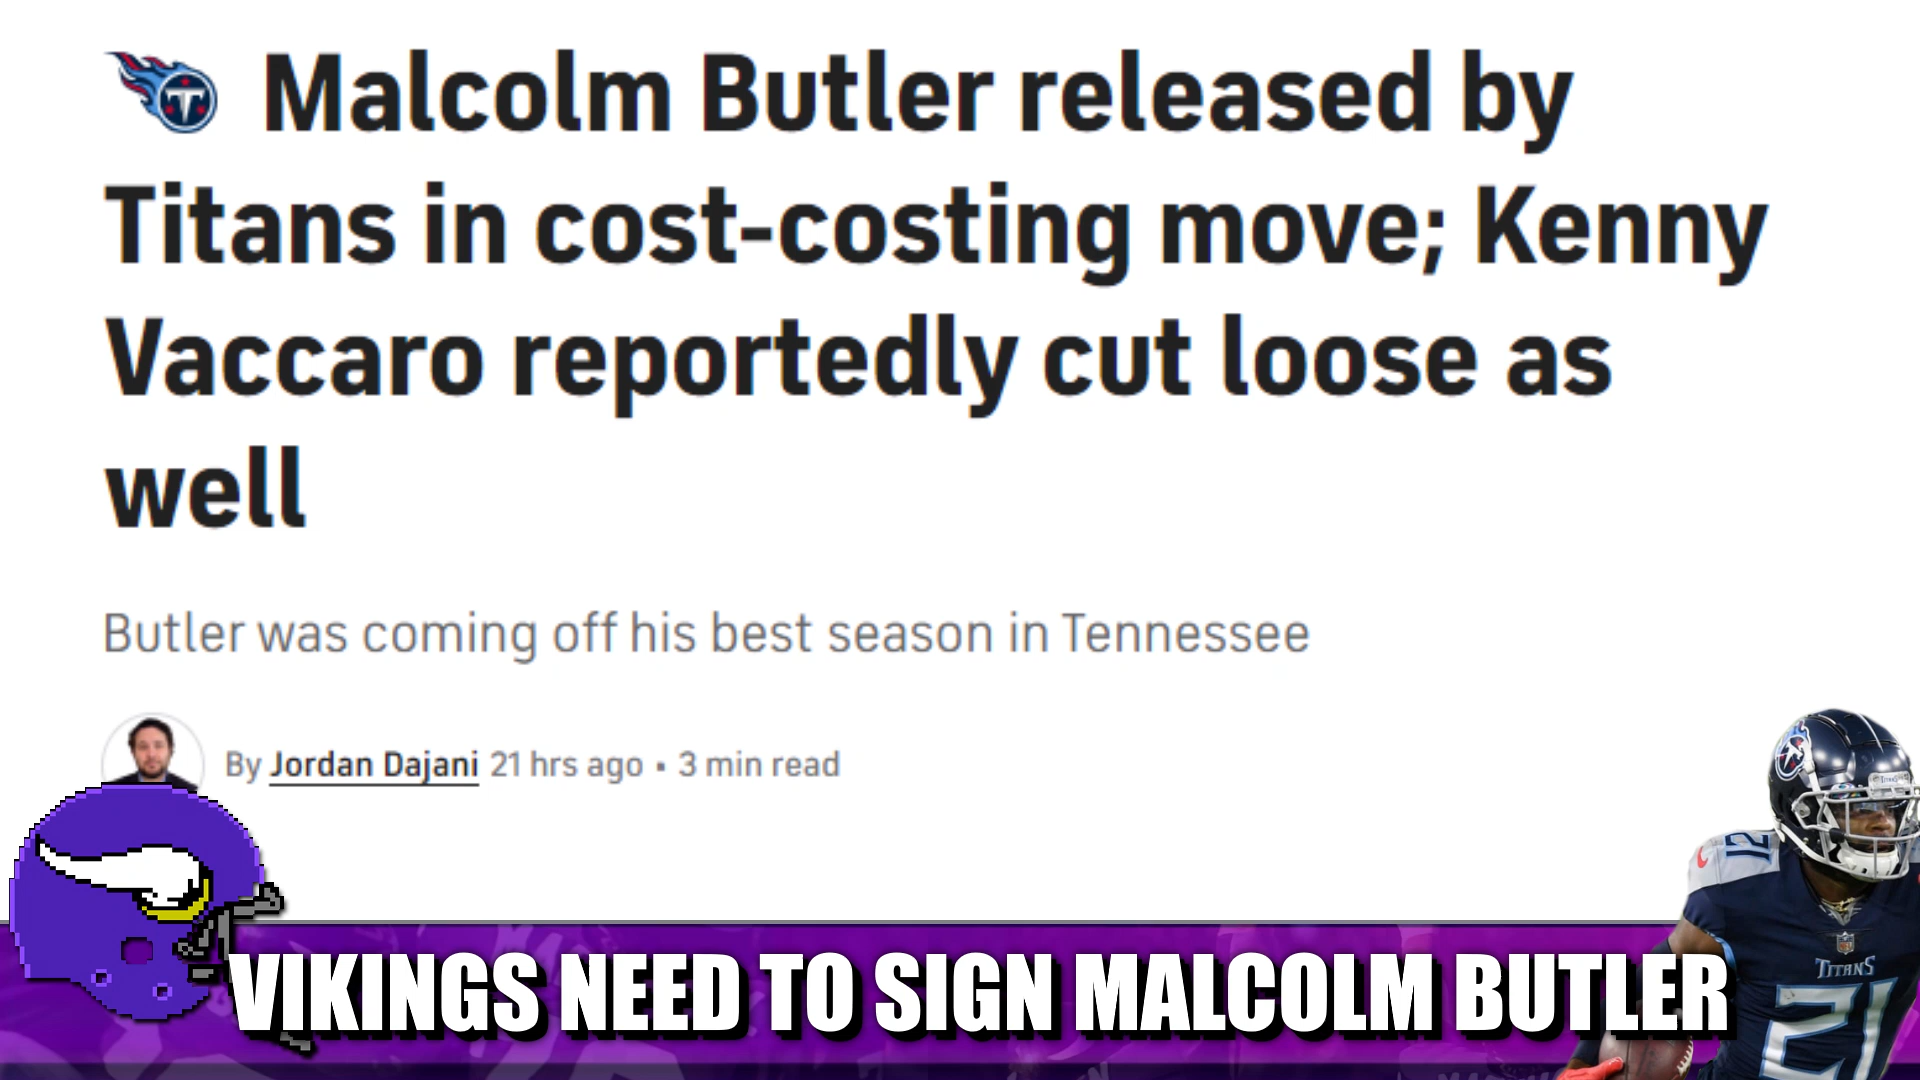 Malcolm Butler released by
Titans in cost-costing move; Kenny
Vaccaro reportedly cut loose as
well
Butler was coming off his best season in Tennessee
By Jordan Dajani 21 hrs ago • 3 min read
VIKINGS NEED TO SIGN MALCOLM BUTLER
21
TITANS
21